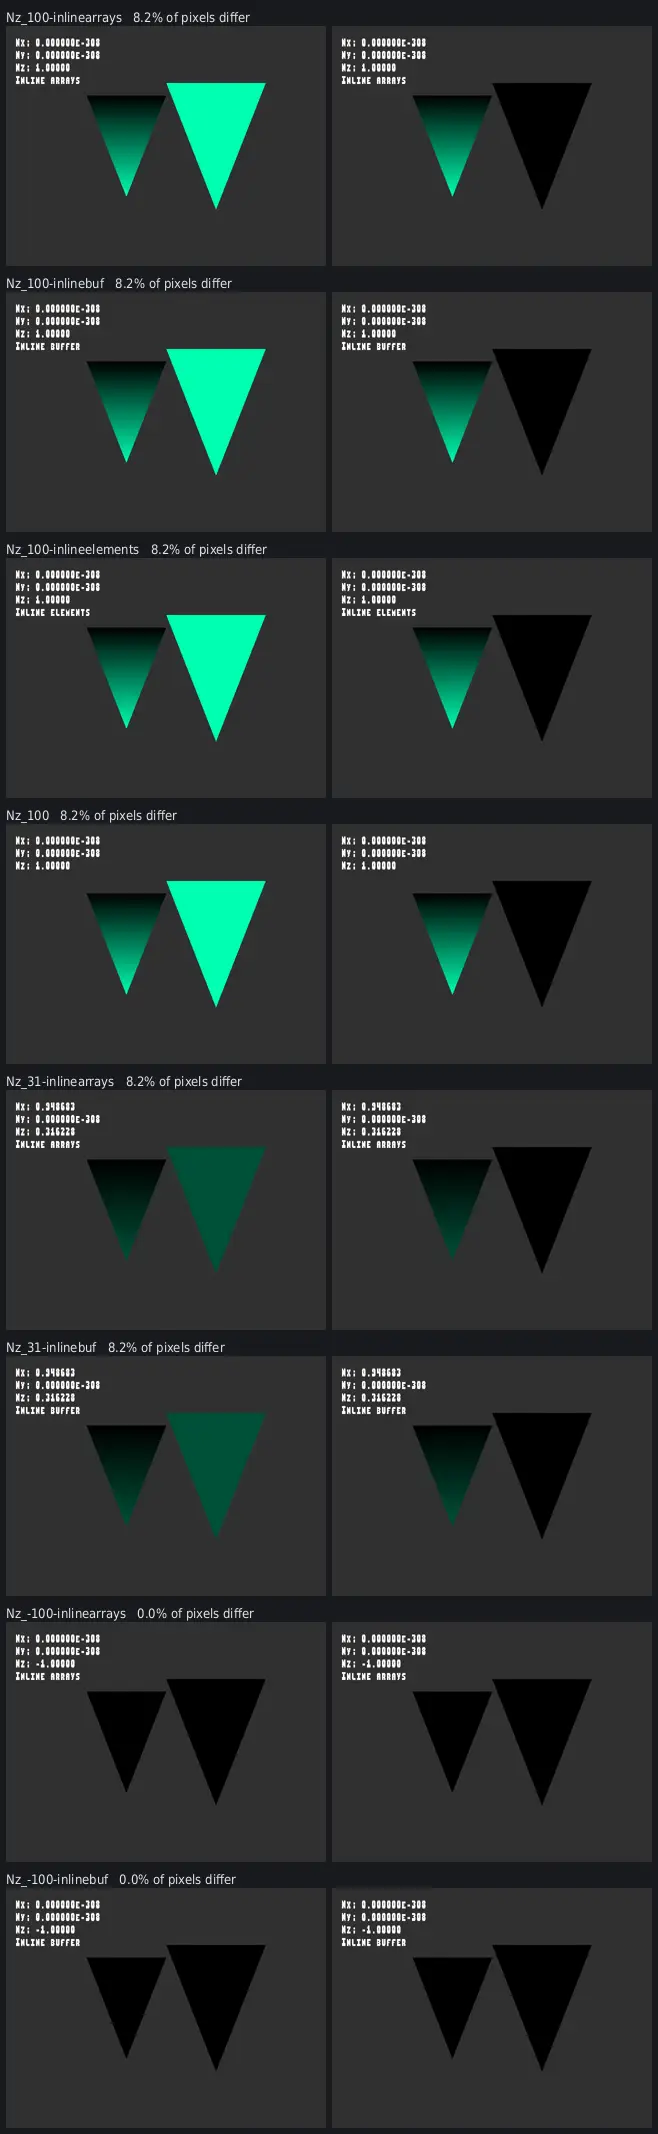 Nz_100-inlinearrays 8.2% of pixels differ
Nx: 0.000000E-308
Ny: 0.000000E-308
Nz: 1.00000
INLINE ARRAYS
Nx: 0.000000E-308
Ny: 0.000000E-308
Nz: 1.00000
INLINE ARRAYS
Nz_100-inlinebuf 8.2% of pixels differ
Nx: 0.000000E-308
Ny: 0.000000E-308
Nz: 1.00000
INLINE BUFFER
Nx: 0.000000E-308
Ny: 0.000000E-308
Nz: 1.00000
INLINE BUFFER
Nz_100-inlineelements 8.2% of pixels differ
Nx: 0.000000E-308
Ny: 0.000000E-308
Nz: 1.00000
INLINE ELEMENTS
Nx: 0.000000E-308
Ny: 0.000000E-308
Nz: 1.00000
INLINE ELEMENTS
Nz_100 8.2% of pixels differ
Nx: 0.000000E-308
Ny: 0.000000E-308
Nz: 1.00000
Nx: 0.000000E-308
Ny: 0.000000E-308
Nz: 1.00000
Nz_31-inlinearrays 8.2% of pixels differ
Nx: 0.948683
Ny: 0.000000E-308
Nz: 0.316228
INLINE ARRAYS
Nx: 0.948683
Ny: 0.000000E-308
Nz: 0.316228
INLINE ARRAYS
Nz_31-inlinebuf 8.2% of pixels differ
Nx: 0.948683
Ny: 0.000000E-308
Nz: 0.316228
INLINE BUFFER
Nx: 0.948683
Ny: 0.000000E-308
Nz: 0.316228
INLINE BUFFER
Nz_-100-inlinearrays 0.0% of pixels differ
Nx: 0.000000E-308
Ny: 0.000000E-308
Nz: -1.00000
INLINE ARRAYS
Nx: 0.000000E-308
Ny: 0.000000E-308
Nz: -1.00000
INLINE ARRAYS
Nz_-100-inlinebuf 0.0% of pixels differ
Nx: 0.000000E-308
Ny: 0.000000E-308
Nz: -1.00000
INLINE BUFFER
Nx: 0.000000E-308
Ny: 0.000000E-308
Nz: -1.00000
INLINE BUFFER